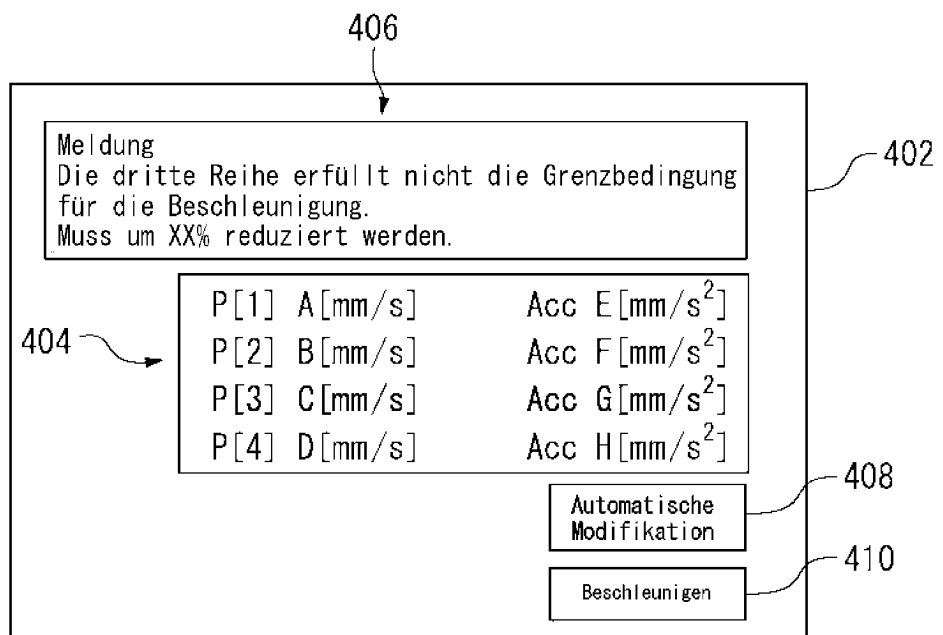 406
402
Meldung
Die dritte Reihe erfüllt nicht die Grenzbedingung
für die Beschleunigung.
Muss um XX% reduziert werden.
404
P[1] A[mm/s] Acc E[mm/s²]
P[2] B[mm/s] Acc F[mm/s²]
P[3] C[mm/s] Acc G[mm/s²]
P[4] D[mm/s] Acc H[mm/s²]
408
Automatische
Modifikation
410
Beschleunigen